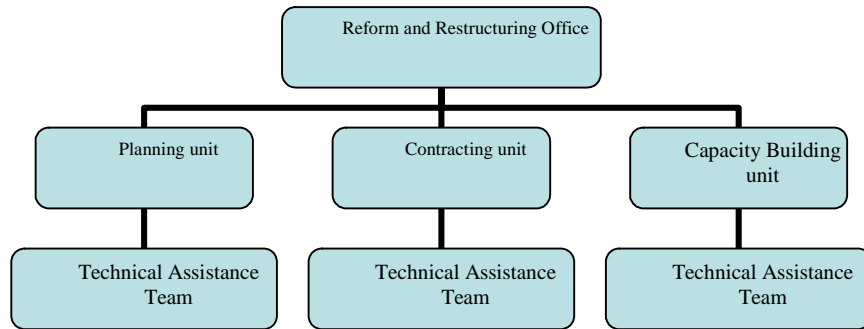 Reform and Restructuring Office
Planning unit
Contracting unit
Capacity Building
unit
Technical Assistance
Team
Technical Assistance
Team
Technical Assistance
Team